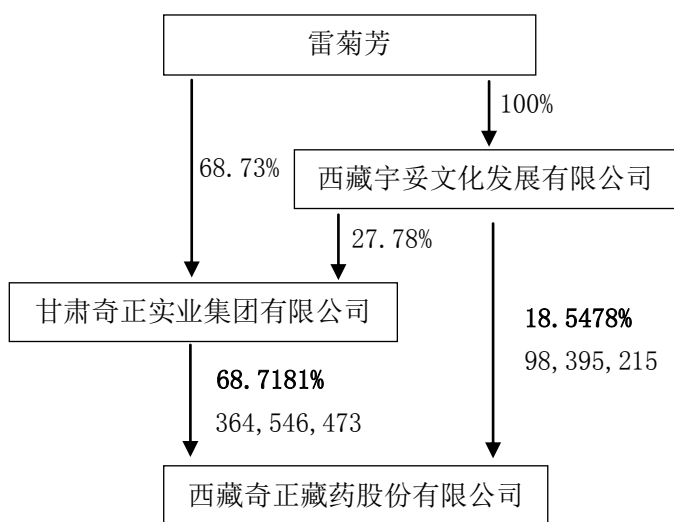 雷菊芳
100%
68.73%
西藏宇妥文化发展有限公司
27.78%
甘肃奇正实业集团有限公司
18.5478%
98,395,215
68.7181%
364,546,473
西藏奇正藏药股份有限公司